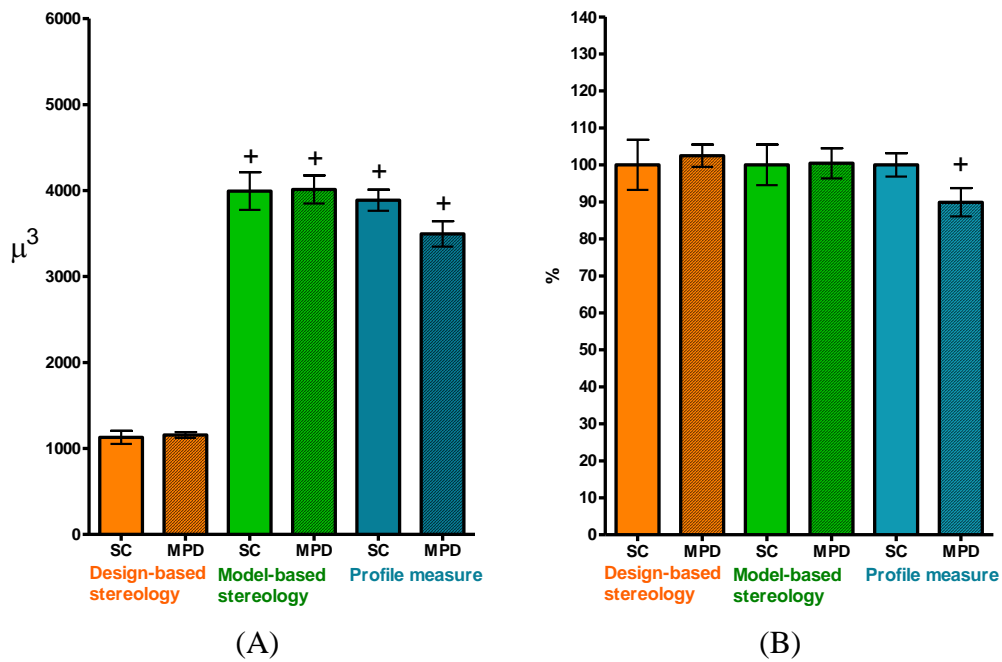 6000
5000
4000
3000
2000
1000
0
μ³
+
+
+
+
SC MPD SC MPD SC MPD
Design-based stereology
Model-based stereology
Profile measure
(A)
140
130
120
110
100
90
80
70
60
50
40
30
20
10
0
%
+
SC MPD SC MPD SC MPD
Design-based stereology
Model-based stereology
Profile measure
(B)